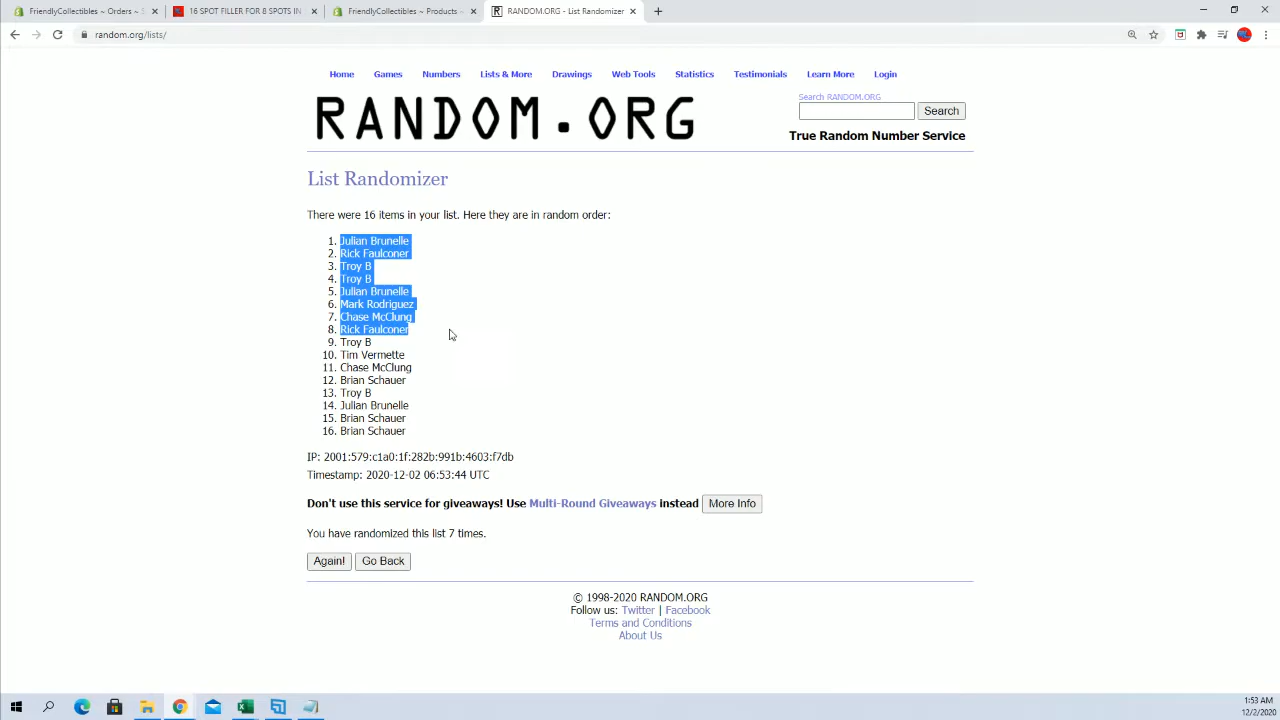 FriendlyCollectibles ~ Orders ~ S
16 SPOT FILLER FOR 8 SPOTS IN
FriendlyCollectibles ~ Products ~
RANDOM.ORG - List Randomizer
random.org/lists/
Home Games Numbers Lists & More Drawings Web Tools Statistics Testimonials Learn More Login
RANDOM.ORG
Search RANDOM.ORG
Search
True Random Number Service
List Randomizer
There were 16 items in your list. Here they are in random order:
1. Julian Brunelle
2. Rick Faulconer
3. Troy B
4. Troy B
5. Julian Brunelle
6. Mark Rodriguez
7. Chase McClung
8. Rick Faulconer
9. Troy B
10. Tim Vermette
11. Chase McClung
12. Brian Schauer
13. Troy B
14. Julian Brunelle
15. Brian Schauer
16. Brian Schauer
IP: 2001:579:c1a0:1f:282b:991b:4603:f7db
Timestamp: 2020-12-02 06:53:44 UTC
Don't use this service for giveaways! Use Multi-Round Giveaways instead More Info
You have randomized this list 7 times.
Again! Go Back
© 1998-2020 RANDOM.ORG
Follow us: Twitter | Facebook
Terms and Conditions
About Us
1:53 AM
12/2/2020